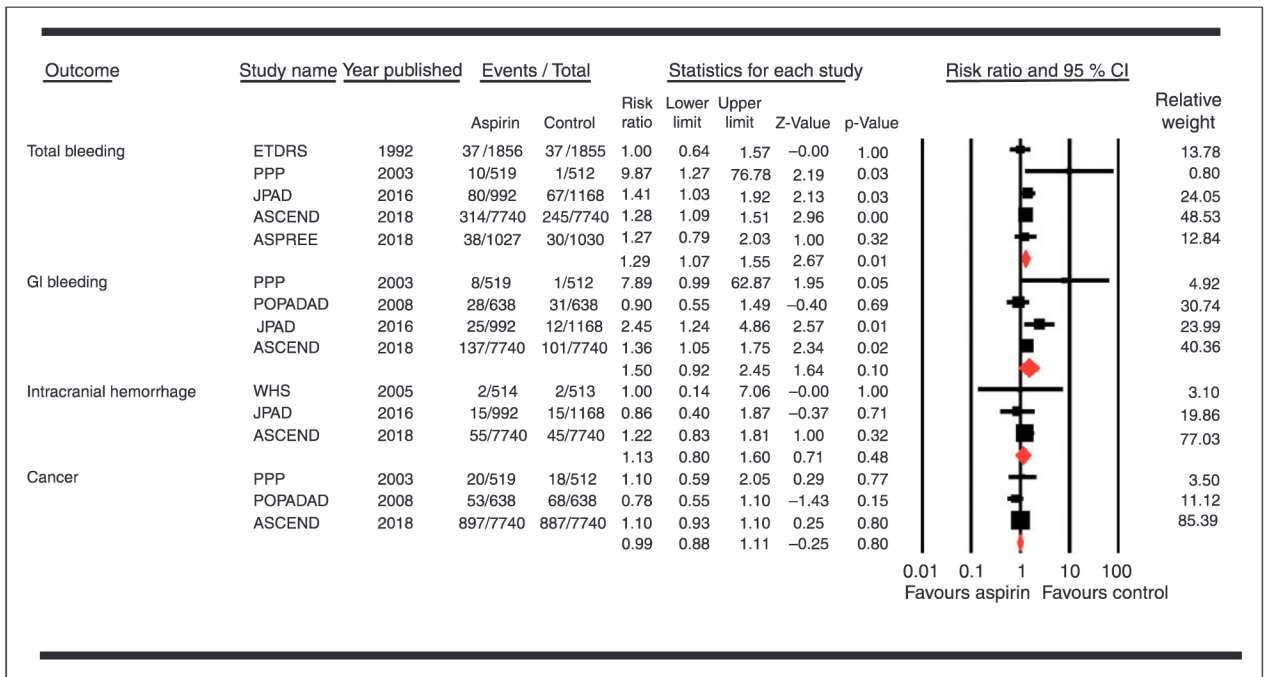 Outcome Study name Year published Events / Total Statistics for each study Risk ratio and 95 % CI
Aspirin Control Risk ratio Lower limit Upper limit Z-Value p-Value Relative weight
Total bleeding ETDRS 1992 37/1856 37/1855 1.00 0.64 1.57 −0.00 1.00 13.78
PPP 2003 10/519 1/512 9.87 1.27 76.78 2.19 0.03 0.80
JPAD 2016 80/992 67/1168 1.41 1.03 1.92 2.13 0.03 24.05
ASCEND 2018 314/7740 245/7740 1.28 1.09 1.51 2.96 0.00 48.53
ASPREE 2018 38/1027 30/1030 1.27 0.79 2.03 1.00 0.32 12.84
1.29 1.07 1.55 2.67 0.01
GI bleeding PPP 2003 8/519 1/512 7.89 0.99 62.87 1.95 0.05 4.92
POPADAD 2008 28/638 31/638 0.90 0.55 1.49 −0.40 0.69 30.74
JPAD 2016 25/992 12/1168 2.45 1.24 4.86 2.57 0.01 23.99
ASCEND 2018 137/7740 101/7740 1.36 1.05 1.75 2.34 0.02 40.36
1.50 0.92 2.45 1.64 0.10
Intracranial hemorrhage WHS 2005 2/514 2/513 1.00 0.14 7.06 −0.00 1.00 3.10
JPAD 2016 15/992 15/1168 0.86 0.40 1.87 −0.37 0.71 19.86
ASCEND 2018 55/7740 45/7740 1.22 0.83 1.81 1.00 0.32 77.03
1.13 0.80 1.60 0.71 0.48
Cancer PPP 2003 20/519 18/512 1.10 0.59 2.05 0.29 0.77 3.50
POPADAD 2008 53/638 68/638 0.78 0.55 1.10 −1.43 0.15 11.12
ASCEND 2018 897/7740 887/7740 1.10 0.93 1.10 0.25 0.80 85.39
0.99 0.88 1.11 −0.25 0.80
0.01 0.1 1 10 100
Favours aspirin Favours control